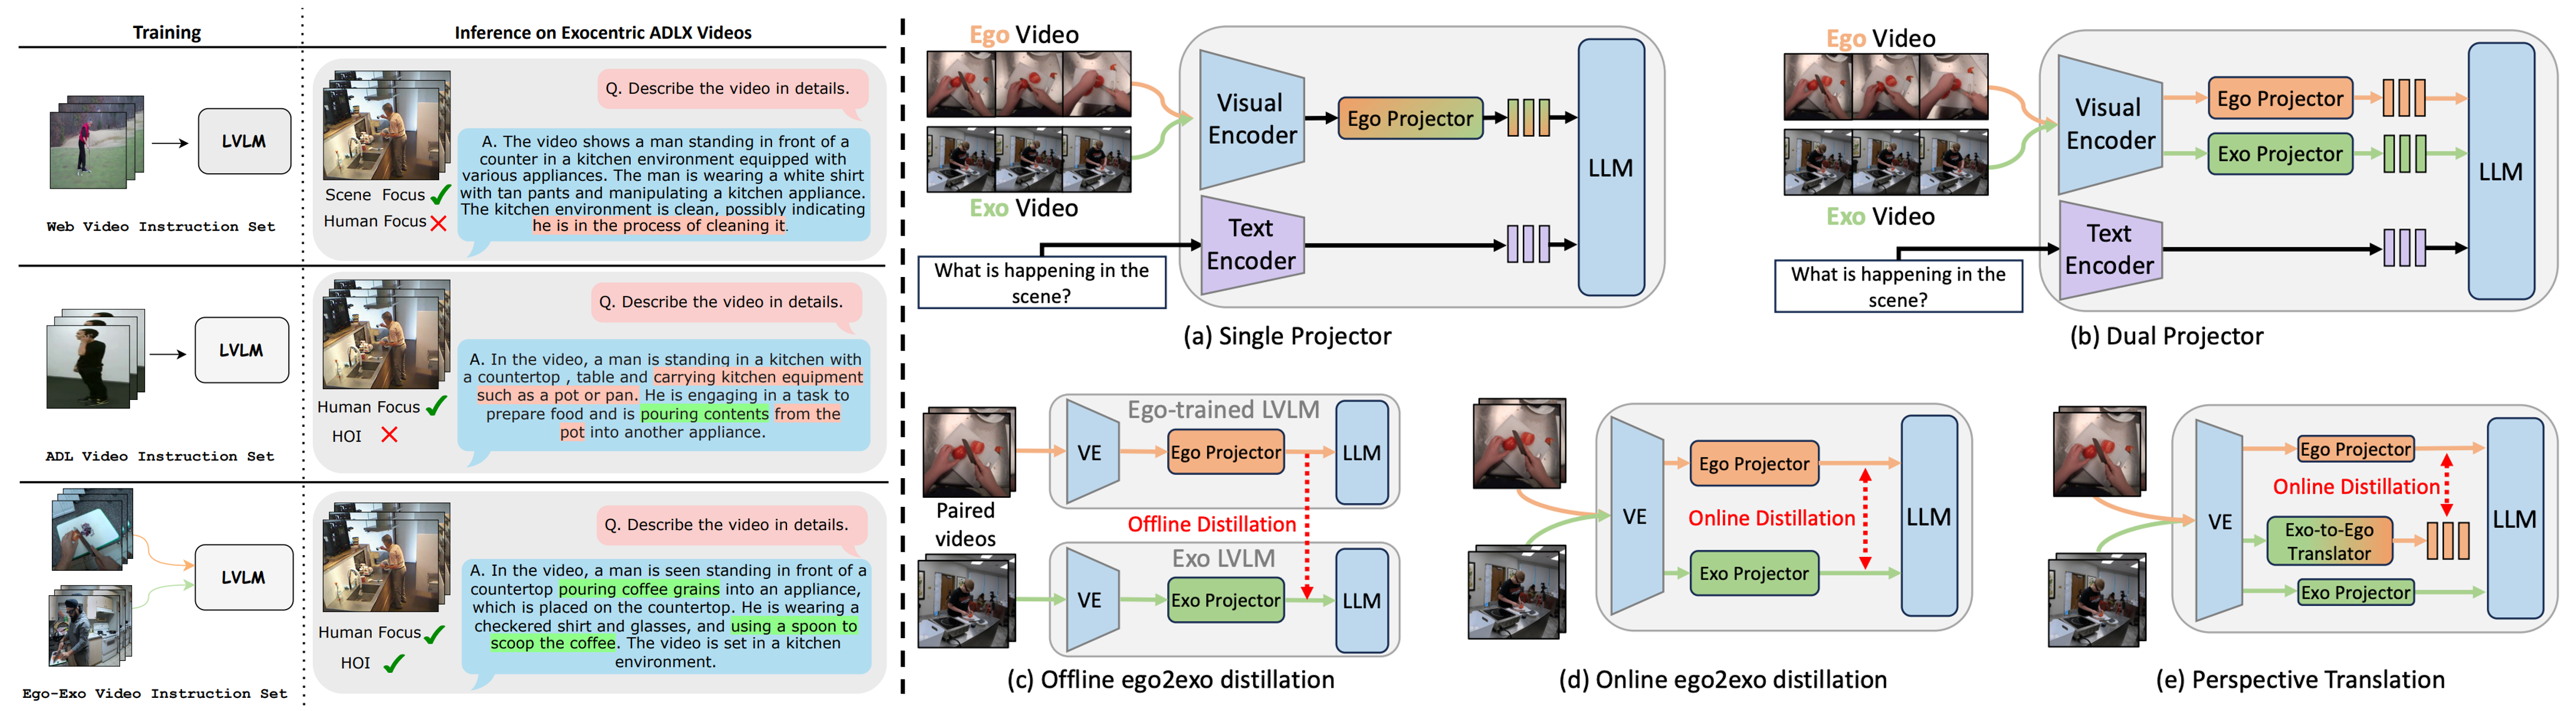 Training
Inference on Exocentric ADLX Videos
LVLM
Web Video Instruction Set
Scene Focus
Human Focus
Q. Describe the video in details.
A. The video shows a man standing in front of a
counter in a kitchen environment equipped with
various appliances. The man is wearing a white shirt
with tan pants and manipulating a kitchen appliance.
The kitchen environment is clean, possibly indicating
he is in the process of cleaning it.
LVLM
ADL Video Instruction Set
Human Focus
HOI
Q. Describe the video in details.
A. In the video, a man is standing in a kitchen with
a countertop , table and carrying kitchen equipment
such as a pot or pan. He is engaging in a task to
prepare food and is pouring contents from the
pot into another appliance.
LVLM
Ego-Exo Video Instruction Set
Human Focus
HOI
Q. Describe the video in details.
A. In the video, a man is seen standing in front of a
countertop pouring coffee grains into an appliance,
which is placed on the countertop. He is wearing a
checkered shirt and glasses, and using a spoon to
scoop the coffee. The video is set in a kitchen
environment.
Ego Video
Exo Video
What is happening in the
scene?
Visual
Encoder
Text
Encoder
Ego Projector
LLM
(a) Single Projector
Ego Video
Exo Video
What is happening in the
scene?
Visual
Encoder
Text
Encoder
Ego Projector
Exo Projector
LLM
(b) Dual Projector
Paired
videos
Ego-trained LVLM
VE
Ego Projector
LLM
Offline Distillation
Exo LVLM
VE
Exo Projector
LLM
(c) Offline ego2exo distillation
VE
Ego Projector
Online Distillation
Exo Projector
LLM
(d) Online ego2exo distillation
VE
Ego Projector
Online Distillation
Exo-to-Ego
Translator
Exo Projector
LLM
(e) Perspective Translation